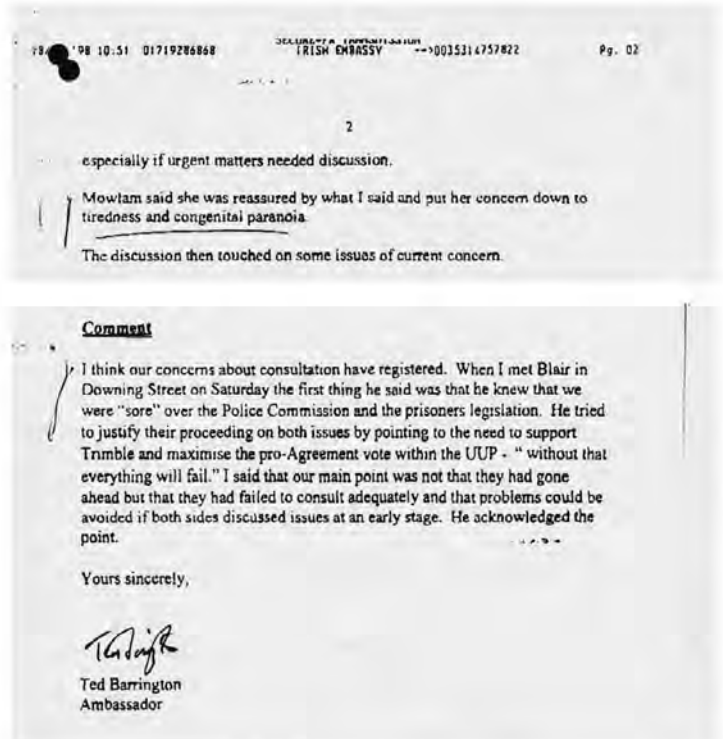 '98 10:51 01719286868 IRISH EMBASSY -->0035314757822 Pg. 02
2
especially if urgent matters needed discussion.
Mowlam said she was reassured by what I said and put her concern down to
tiredness and congenital paranoia.
The discussion then touched on some issues of current concern.
Comment
I think our concerns about consultation have registered. When I met Blair in
Downing Street on Saturday the first thing he said was that he knew that we
were "sore" over the Police Commission and the prisoners legislation. He tried
to justify their proceeding on both issues by pointing to the need to support
Trimble and maximise the pro-Agreement vote within the UUP - " without that
everything will fail." I said that our main point was not that they had gone
ahead but that they had failed to consult adequately and that problems could be
avoided if both sides discussed issues at an early stage. He acknowledged the
point.
Yours sincerely,
Ted Barrington
Ambassador